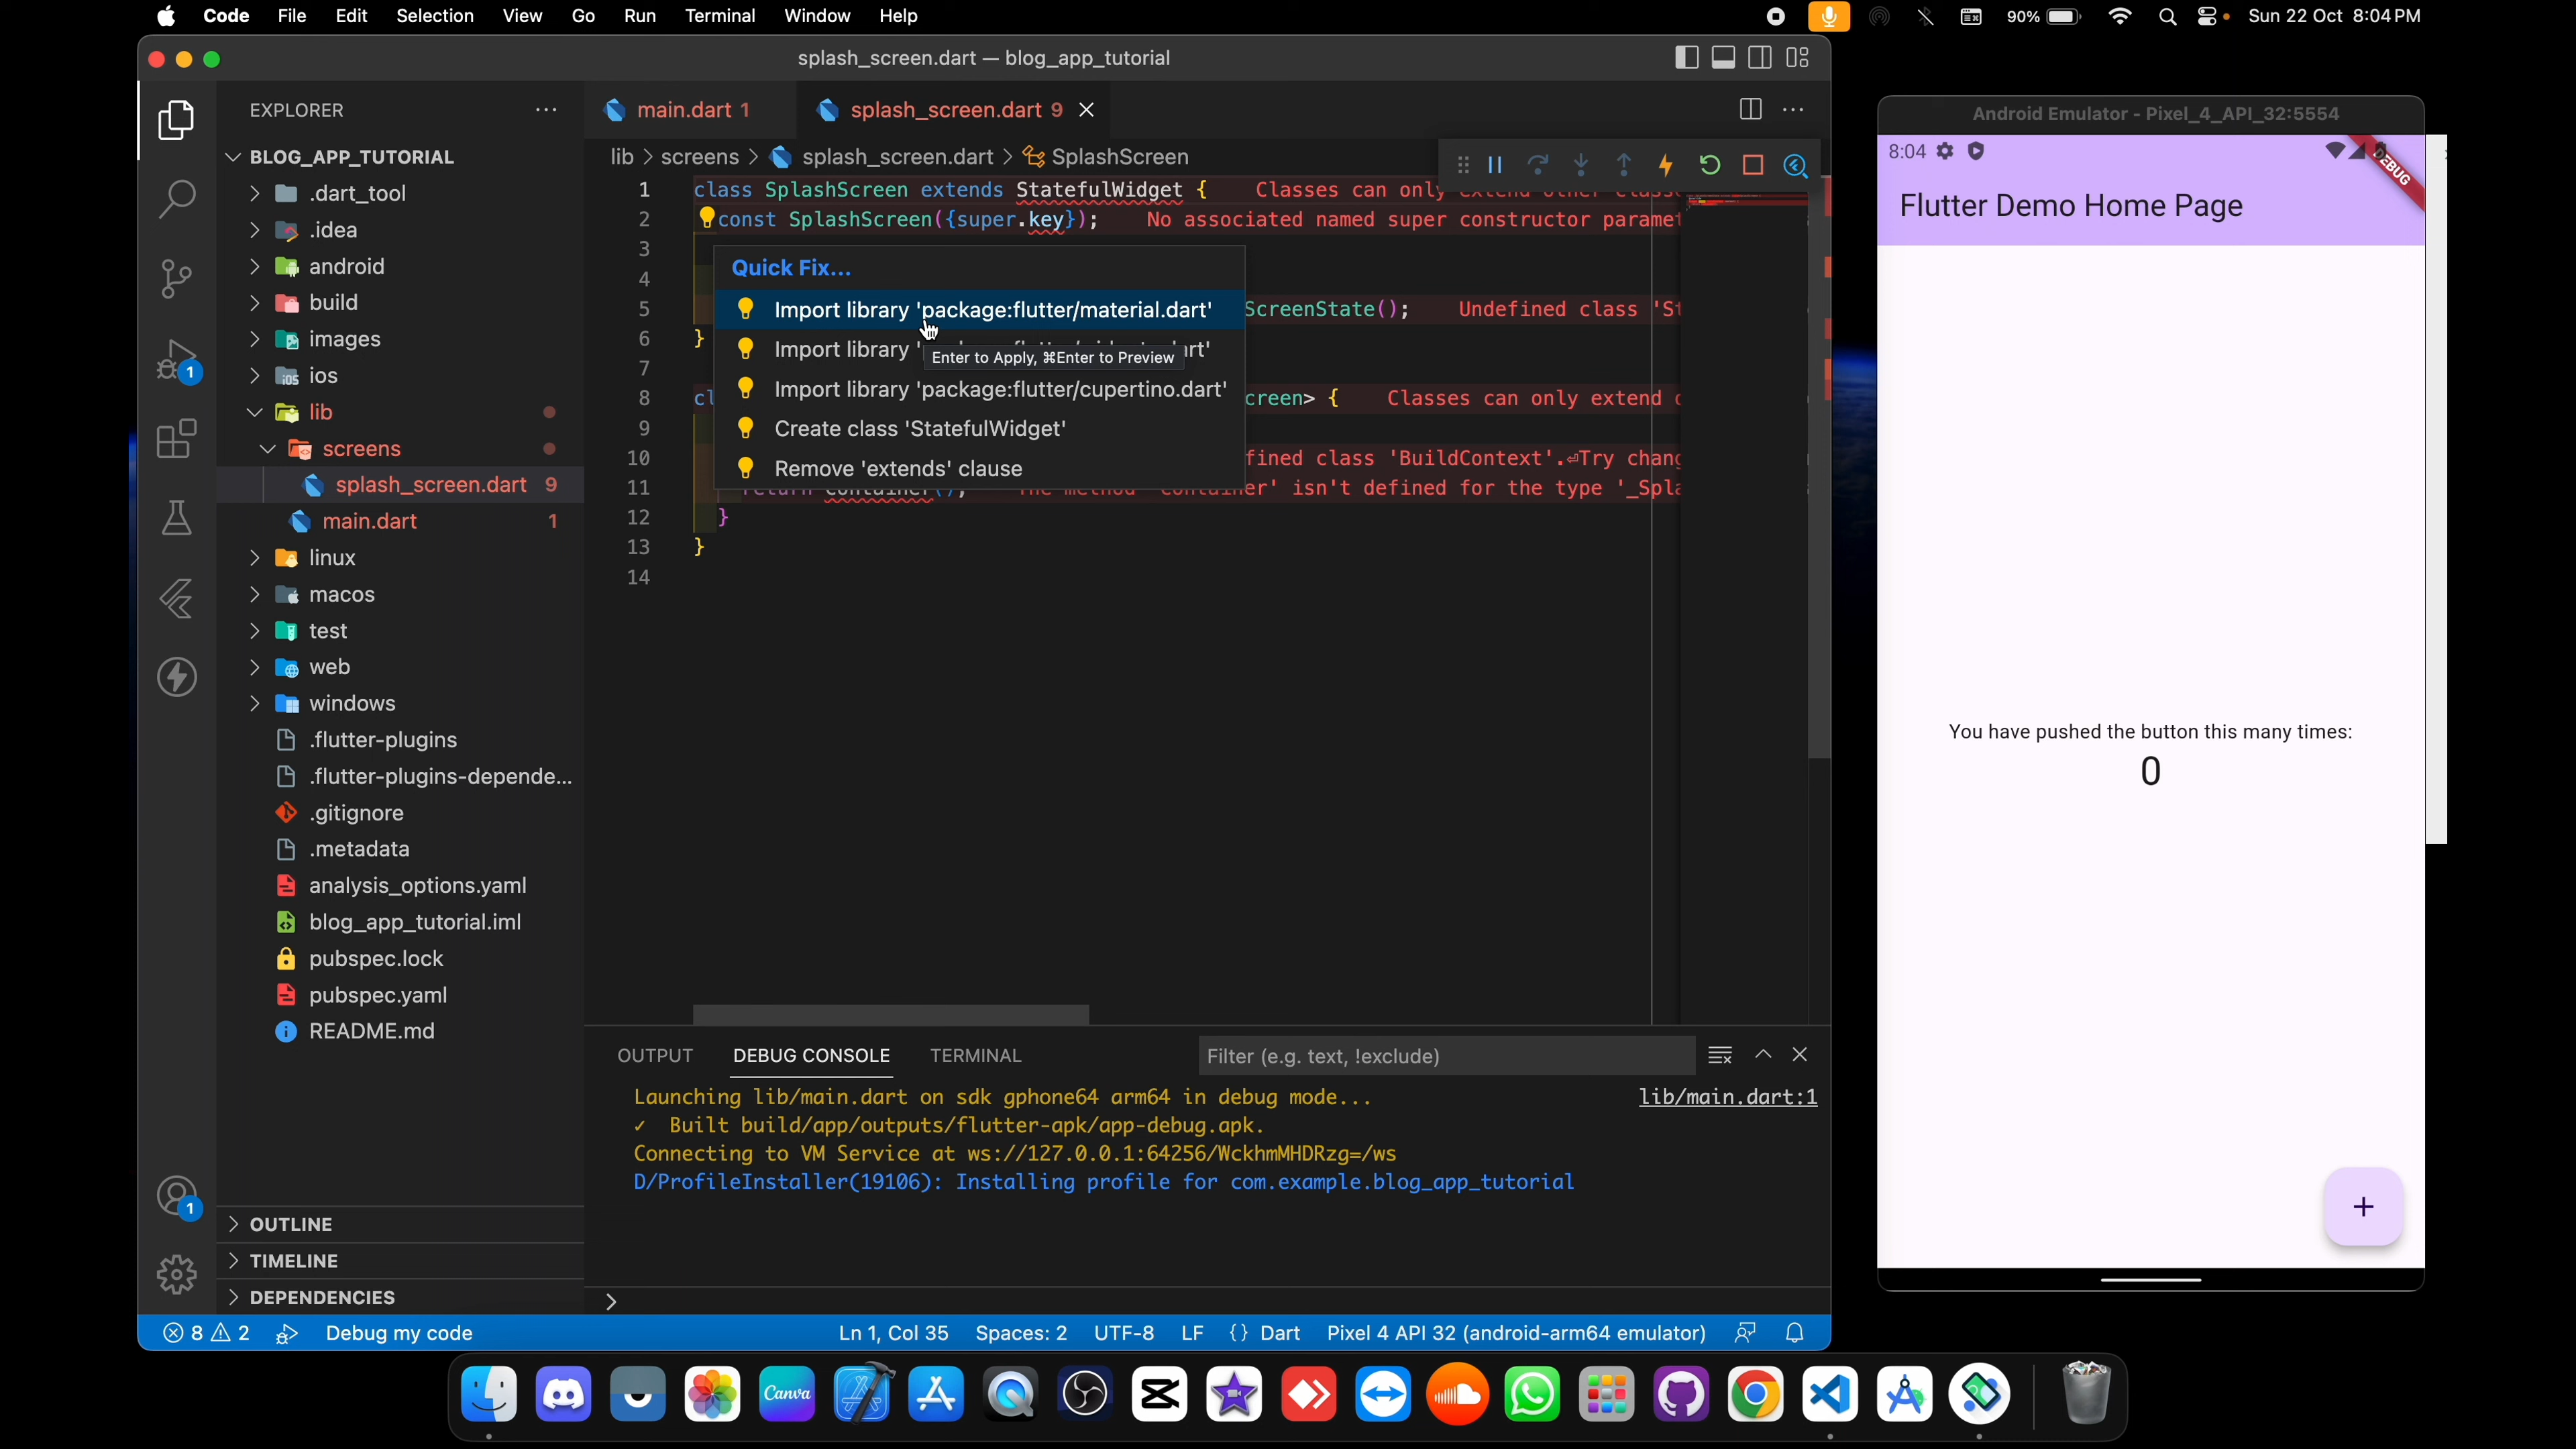 Code File Edit Selection View Go Run Terminal Window Help
90% Sun 22 Oct 8:04 PM
splash_screen.dart — blog_app_tutorial
EXPLORER
BLOG_APP_TUTORIAL
.dart_tool
.idea
android
build
images
ios
lib
screens
splash_screen.dart 9
main.dart 1
linux
macos
test
web
windows
.flutter-plugins
.flutter-plugins-depende...
.gitignore
.metadata
analysis_options.yaml
blog_app_tutorial.iml
pubspec.lock
pubspec.yaml
README.md
OUTLINE
TIMELINE
DEPENDENCIES
1
1
main.dart 1
splash_screen.dart 9
lib > screens > splash_screen.dart > SplashScreen
1 class SplashScreen extends StatefulWidget { Classes can only extend other
2 const SplashScreen({super.key}); No associated named super constructor paramet
3
4
5 ScreenState(); Undefined class 'St
6 }
7
8 cl creen> { Classes can only extend
9
10 fined class 'BuildContext'.⏎Try chang
11 return Container(); The method 'Container' isn't defined for the type '_Spla
12 }
13 }
14
Quick Fix...
Import library 'package:flutter/material.dart'
Import library '
Enter to Apply, ⌘Enter to Preview
Import library 'package:flutter/cupertino.dart'
Create class 'StatefulWidget'
Remove 'extends' clause
OUTPUT DEBUG CONSOLE TERMINAL
Filter (e.g. text, !exclude)
Launching lib/main.dart on sdk gphone64 arm64 in debug mode...
lib/main.dart:1
✓ Built build/app/outputs/flutter-apk/app-debug.apk.
Connecting to VM Service at ws://127.0.0.1:64256/WckhmMHDRzg=/ws
D/ProfileInstaller(19106): Installing profile for com.example.blog_app_tutorial
8 2 Debug my code
Ln 1, Col 35 Spaces: 2 UTF-8 LF {} Dart Pixel 4 API 32 (android-arm64 emulator)
Android Emulator - Pixel_4_API_32:5554
8:04
DEBUG
Flutter Demo Home Page
You have pushed the button this many times:
0
+
Canva